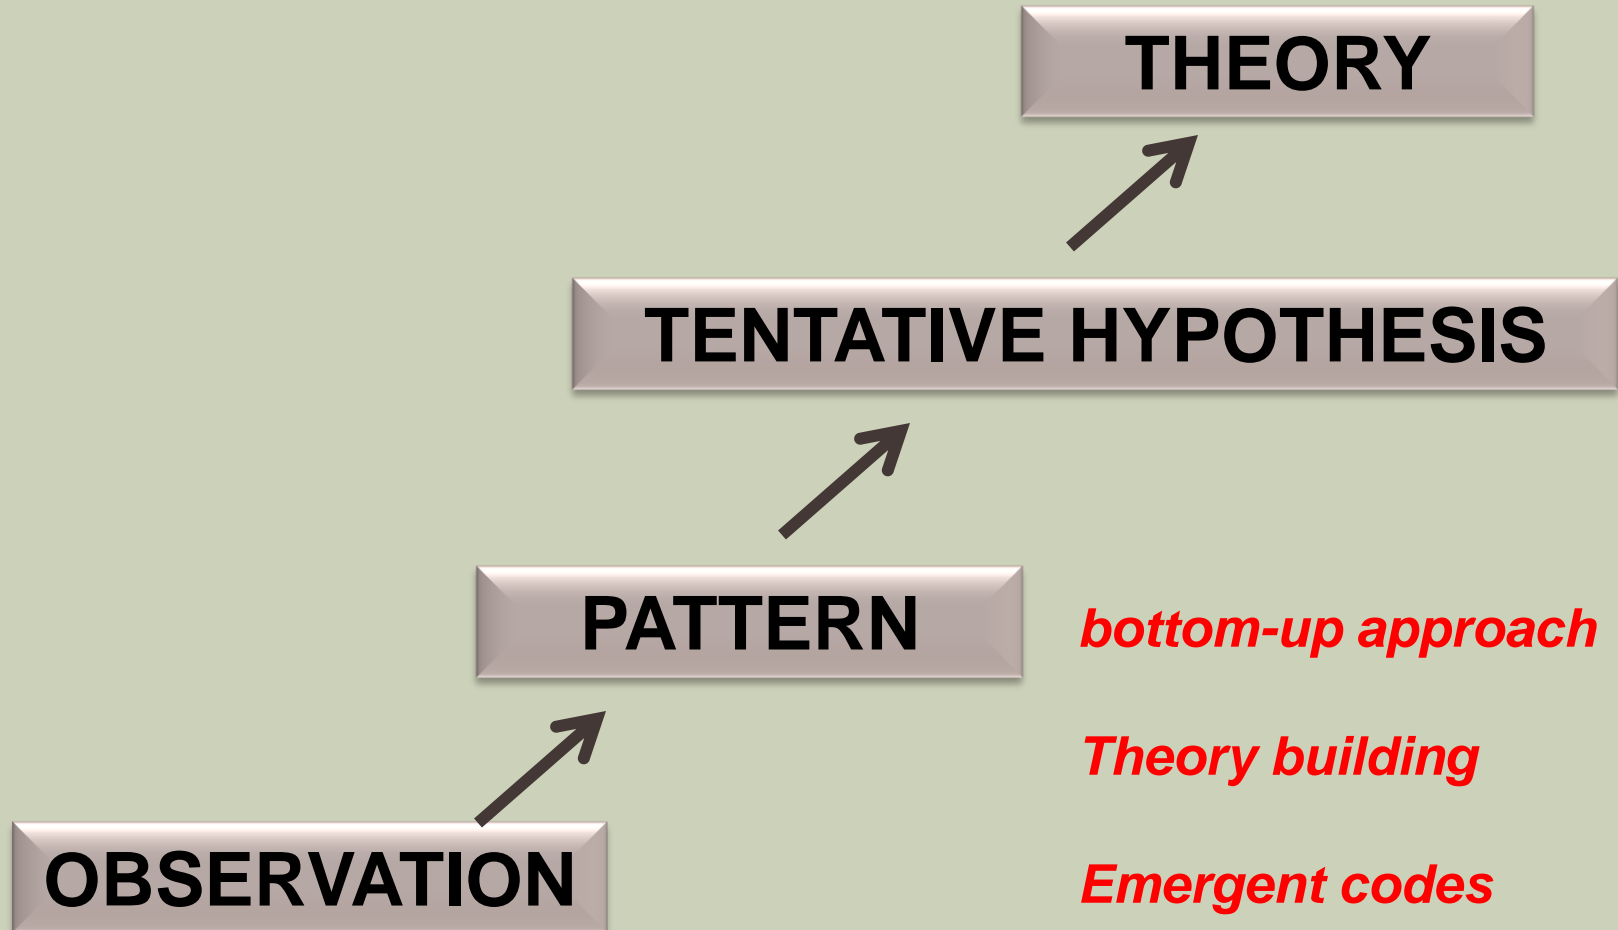 THEORY
TENTATIVE HYPOTHESIS
PATTERN
bottom-up approach
Theory building
OBSERVATION
Emergent codes